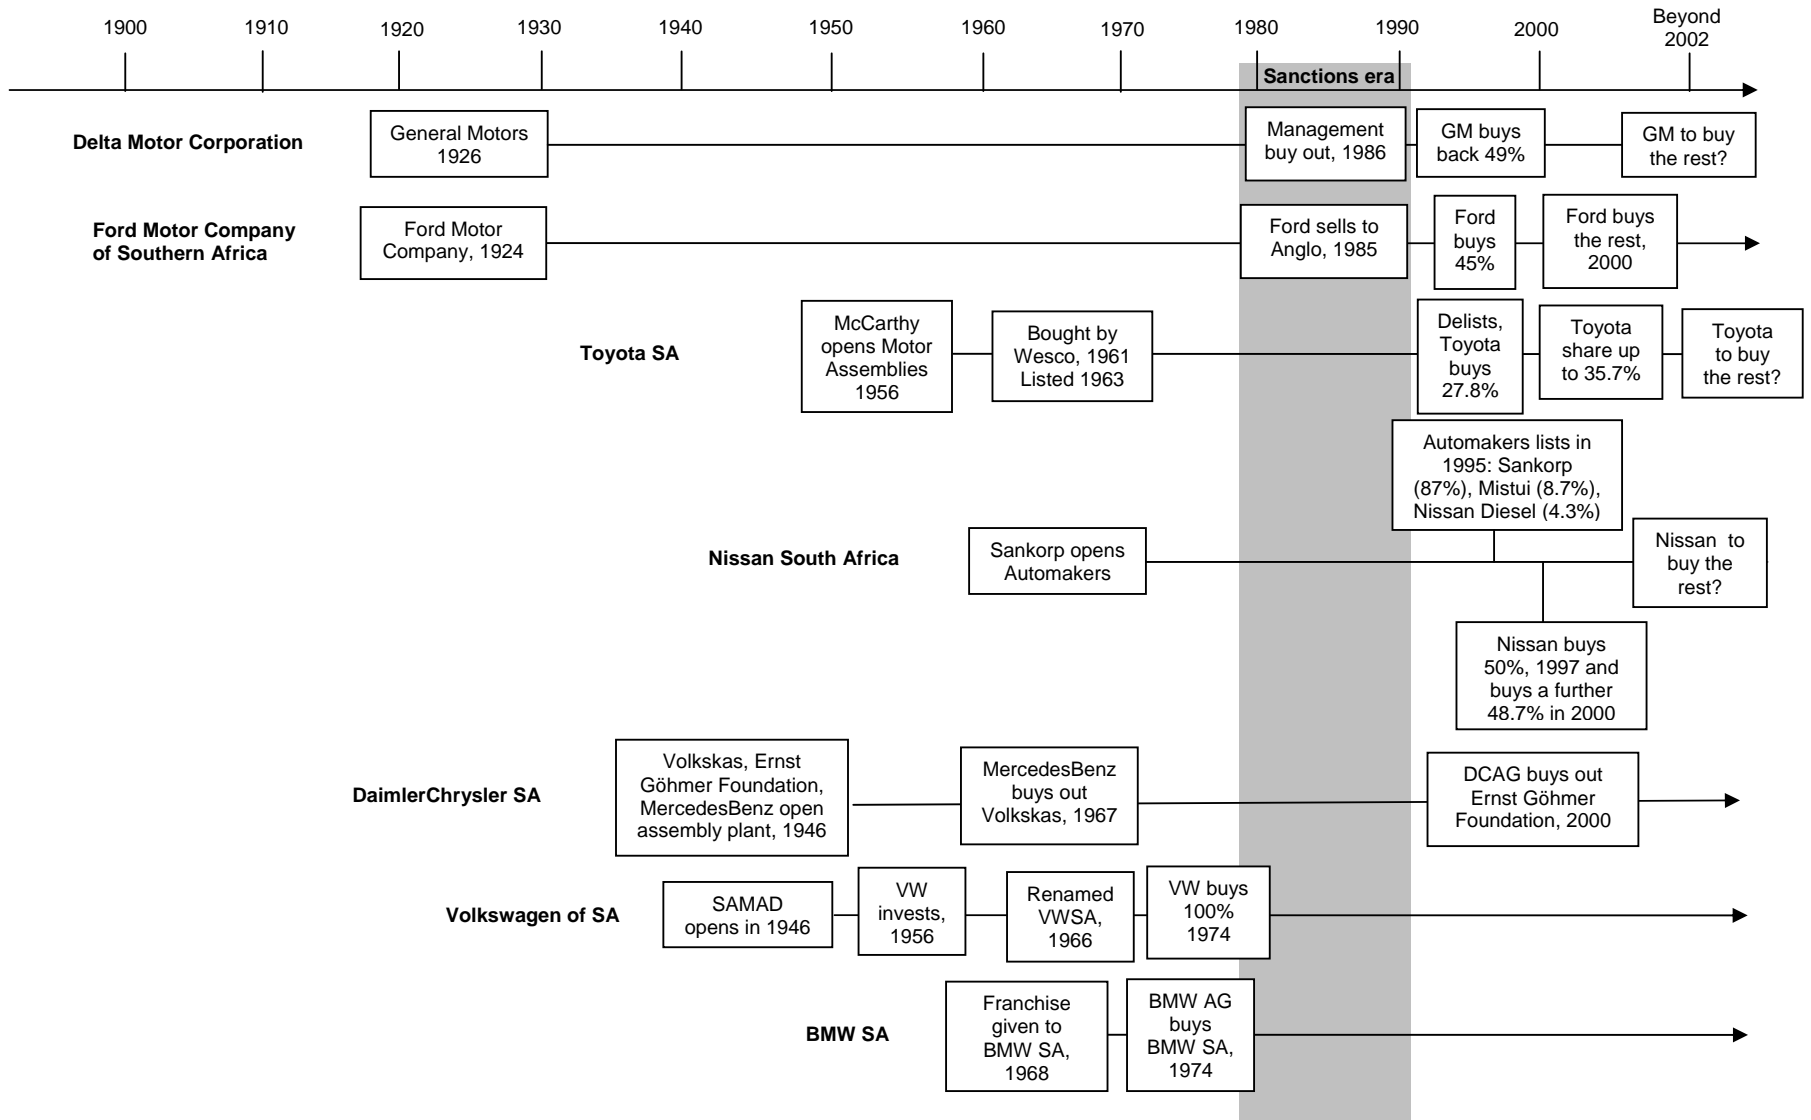 1900
1910
1920
1930
1940
1950
1960
1970
1980
1990
2000
Beyond
2002
Sanctions era
Delta Motor Corporation
General Motors
1926
Management
buy out, 1986
GM buys
back 49%
GM to buy
the rest?
Ford Motor Company
of Southern Africa
Ford Motor
Company, 1924
Ford sells to
Anglo, 1985
Ford
buys
45%
Ford buys
the rest,
2000
Toyota SA
McCarthy
opens Motor
Assemblies
1956
Bought by
Wesco, 1961
Listed 1963
Delists,
Toyota
buys
27.8%
Toyota
share up
to 35.7%
Toyota
to buy
the rest?
Automakers lists in
1995: Sankorp
(87%), Mistui (8.7%),
Nissan Diesel (4.3%)
Nissan South Africa
Sankorp opens
Automakers
Nissan to
buy the
rest?
Nissan buys
50%, 1997 and
buys a further
48.7% in 2000
DaimlerChrysler SA
Volkskas, Ernst
Göhmer Foundation,
MercedesBenz open
assembly plant, 1946
MercedesBenz
buys out
Volkskas, 1967
DCAG buys out
Ernst Göhmer
Foundation, 2000
Volkswagen of SA
SAMAD
opens in 1946
VW
invests,
1956
Renamed
VWSA,
1966
VW buys
100%
1974
BMW SA
Franchise
given to
BMW SA,
1968
BMW AG
buys
BMW SA,
1974